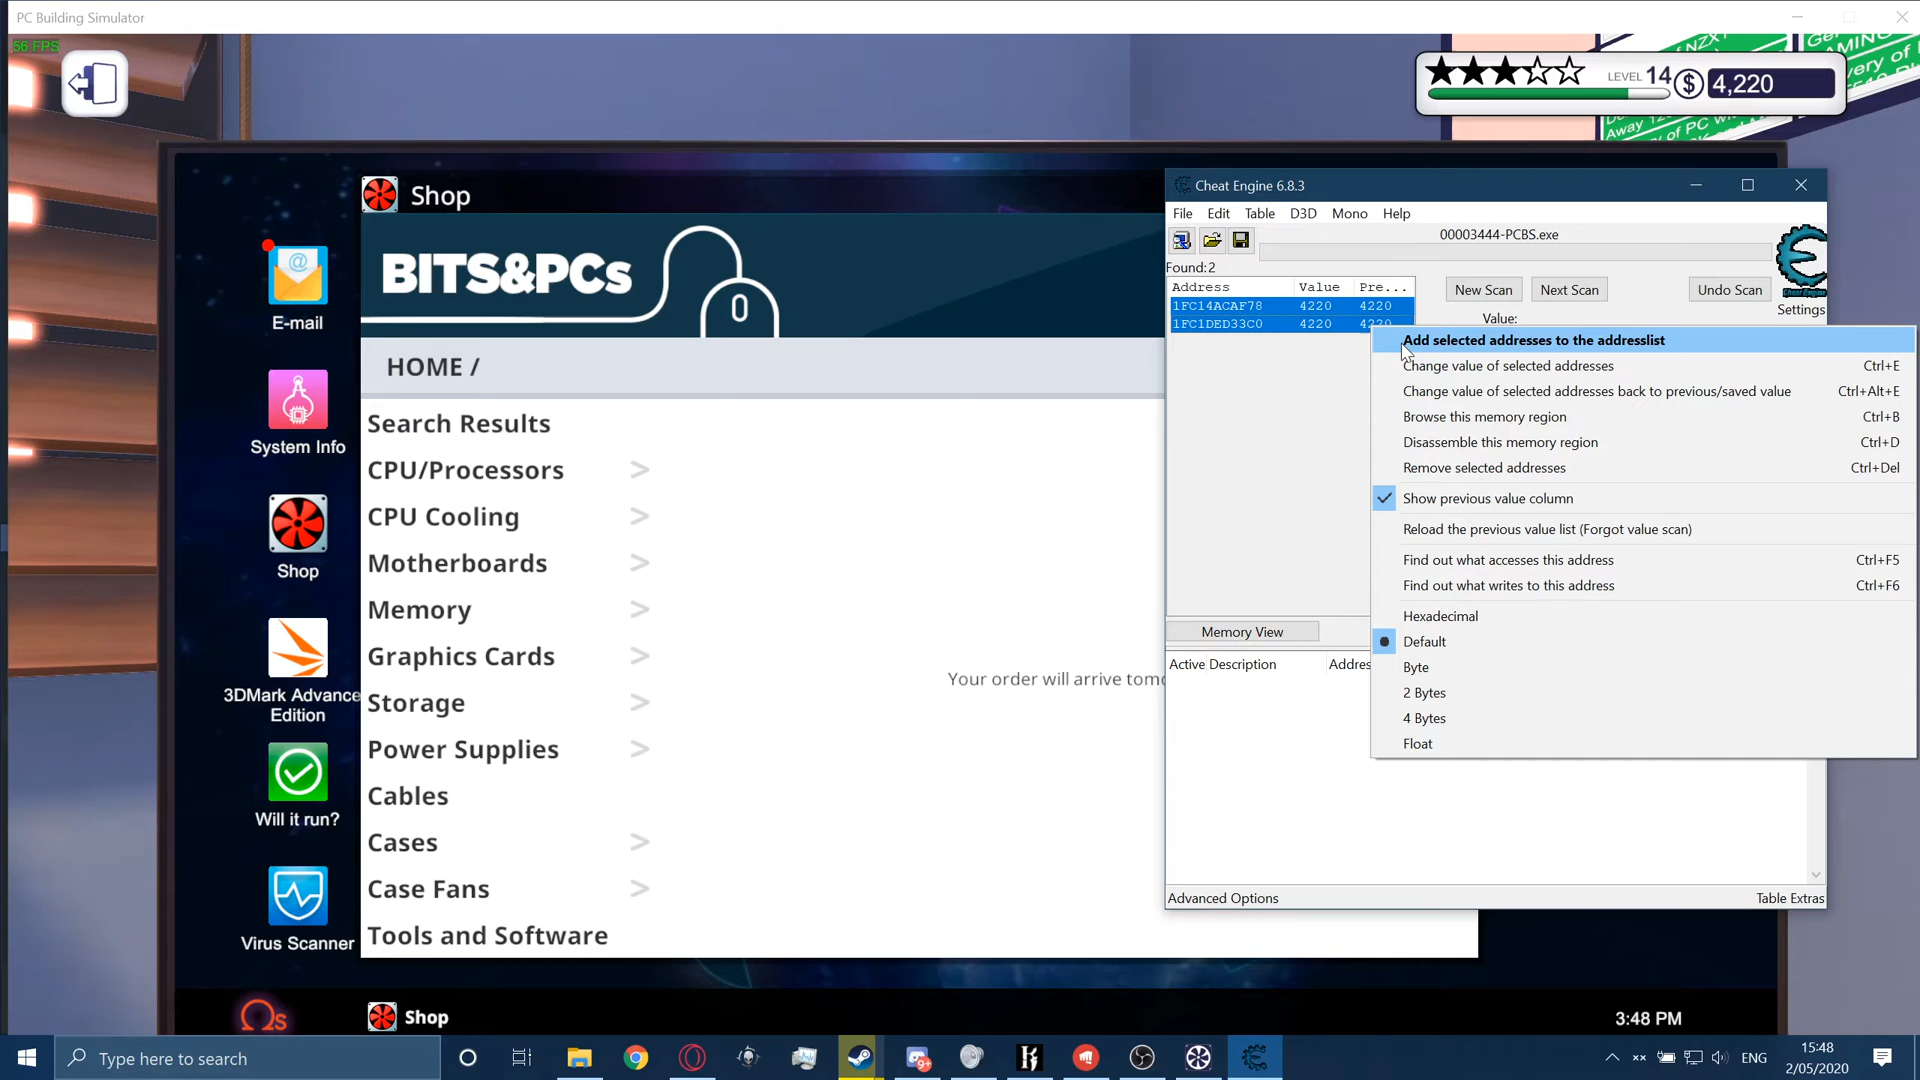 PC Building Simulator
56 FPS
LEVEL 14
$ 4,220
NZX1
Shop
BITS&PCs
HOME /
Search Results
CPU/Processors >
CPU Cooling >
Motherboards >
Memory >
Graphics Cards >
Storage >
Power Supplies >
Cables
Cases >
Case Fans >
Tools and Software
Your order will arrive tomo
E-mail
System Info
Shop
3DMark Advance
Edition
Will it run?
Virus Scanner
Cheat Engine 6.8.3
File Edit Table D3D Mono Help
00003444-PCBS.exe
Found:2
Address Value Pre...
1FC14ACAF78 4220 4220
1FC1DED33C0 4220 4220
New Scan Next Scan Undo Scan
Value:
Cheat Engine
Settings
Add selected addresses to the addresslist
Change value of selected addresses Ctrl+E
Change value of selected addresses back to previous/saved value Ctrl+Alt+E
Browse this memory region Ctrl+B
Disassemble this memory region Ctrl+D
Remove selected addresses Ctrl+Del
Show previous value column
Reload the previous value list (Forgot value scan)
Find out what accesses this address Ctrl+F5
Find out what writes to this address Ctrl+F6
Hexadecimal
Default
Byte
2 Bytes
4 Bytes
Float
Memory View
Active Description Addres
Advanced Options Table Extras
Ωs
Shop
3:48 PM
Type here to search
ENG
15:48
2/05/2020